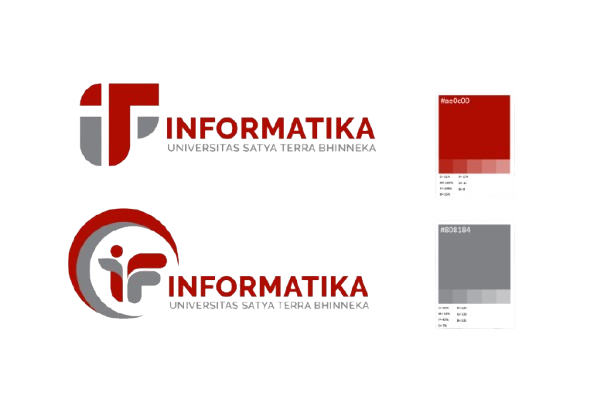 INFORMATIKA
UNIVERSITAS SATYA TERRA BHINNEKA
#ae0c00
INFORMATIKA
UNIVERSITAS SATYA TERRA BHINNEKA
#808184